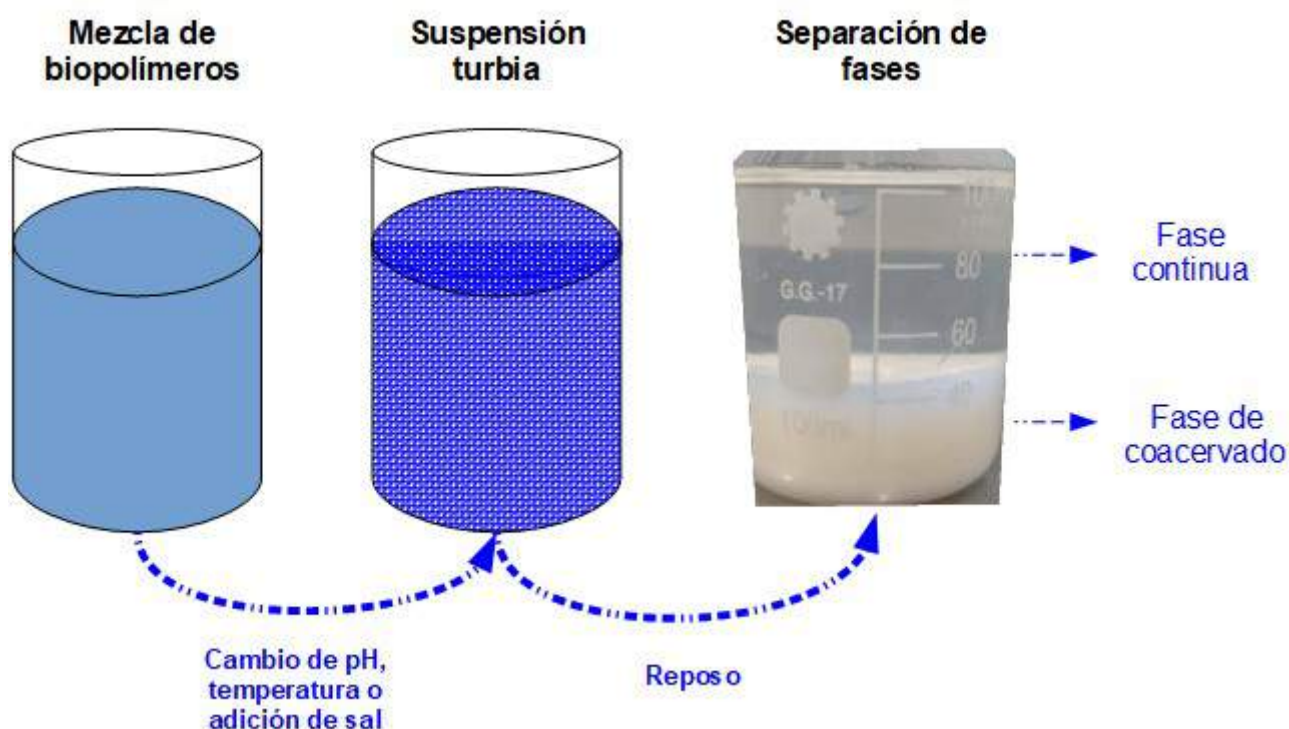 Mezcla de
biopolímeros
Suspensión
turbia
Separación de
fases
80
G.G.-17
60
Fase
continua
Fase de
coacervado
Cambio de pH,
temperatura o
adición de sal
Reposo